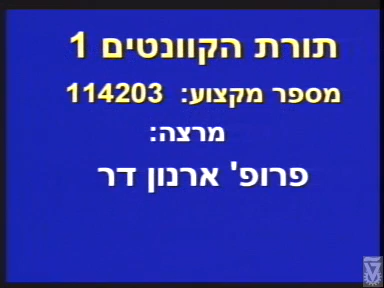 תורת הקוונטים 1
מספר מקצוע: 114203
מרצה:
פרופ' ארנון דר